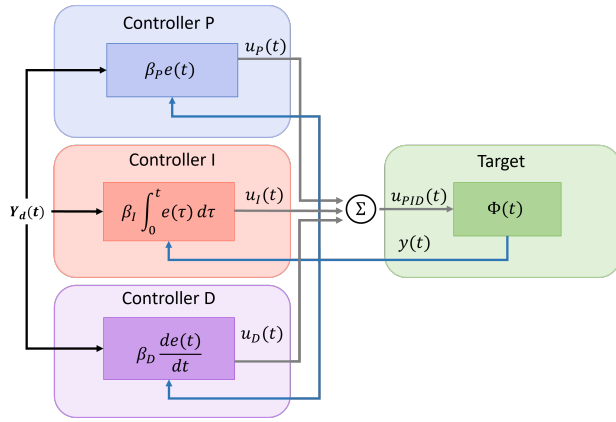 Controller P
β_P e(t)
u_P(t)
Controller I
β_I ∫_0^t e(τ) dτ
u_I(t)
Y_d(t)
Controller D
β_D de(t)/dt
u_D(t)
Σ
u_PID(t)
Target
Φ(t)
y(t)